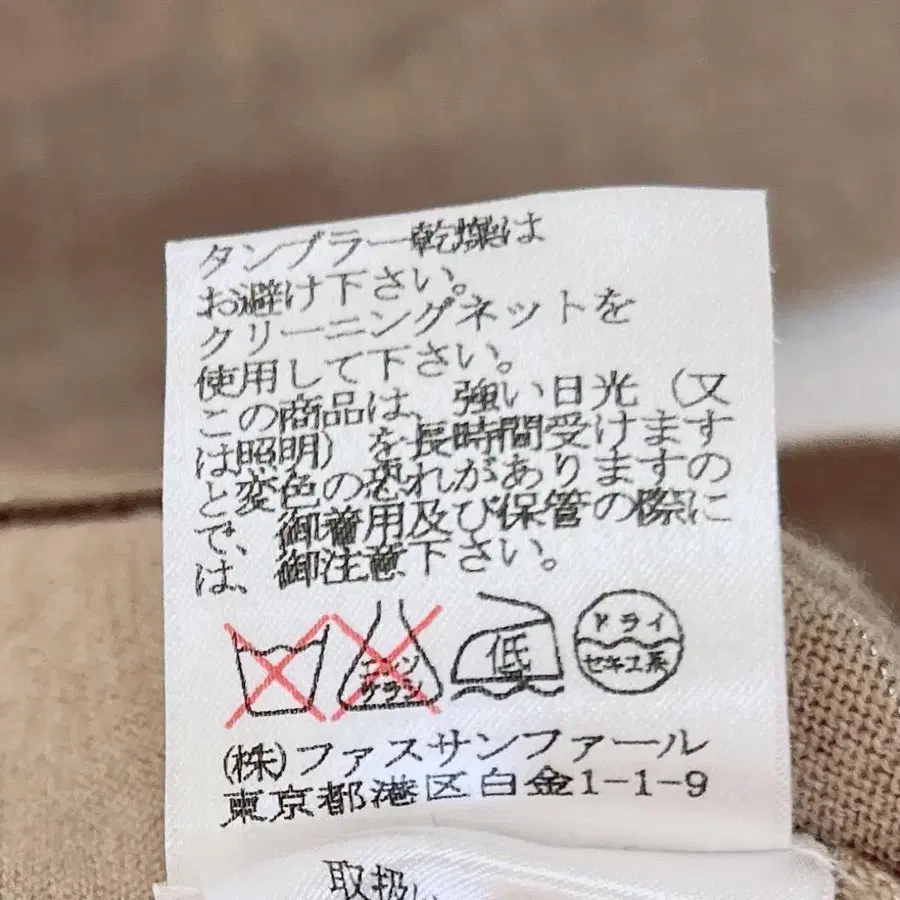 タンブラー乾燥は
お避け下さい。
クリーニングネットを
使用して下さい。
この商品は、強い日光（又
は照明）を長時間受けます
と変色の恐れがありますの
で、御着用及び保管の際に
は、御注意下さい。
エンソ
サラシ
低
ドライ
セキユ系
(株)ファスサンファール
東京都港区白金1-1-9
取扱い